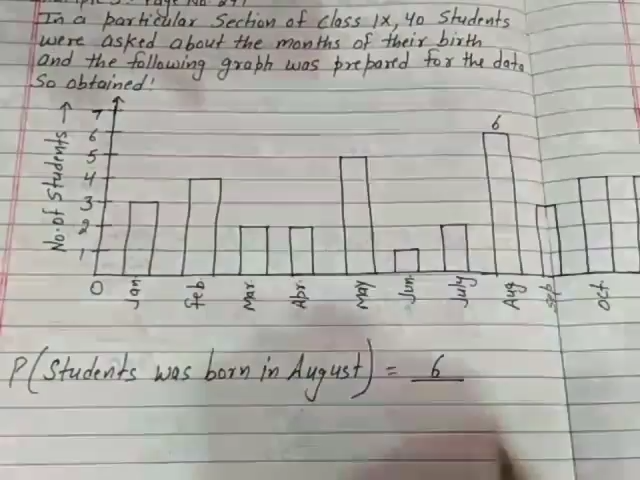 In a particular Section of class IX, 40 Students
were asked about the months of their birth
and the following graph was prepared for the data
So obtained!
No. of Students →
7
6
5
4
3
2
1
0
6
Jan
Feb.
Mar
Apr.
May
Jun.
July
Aug
Sep.
Oct
P(Students was born in August) = 6